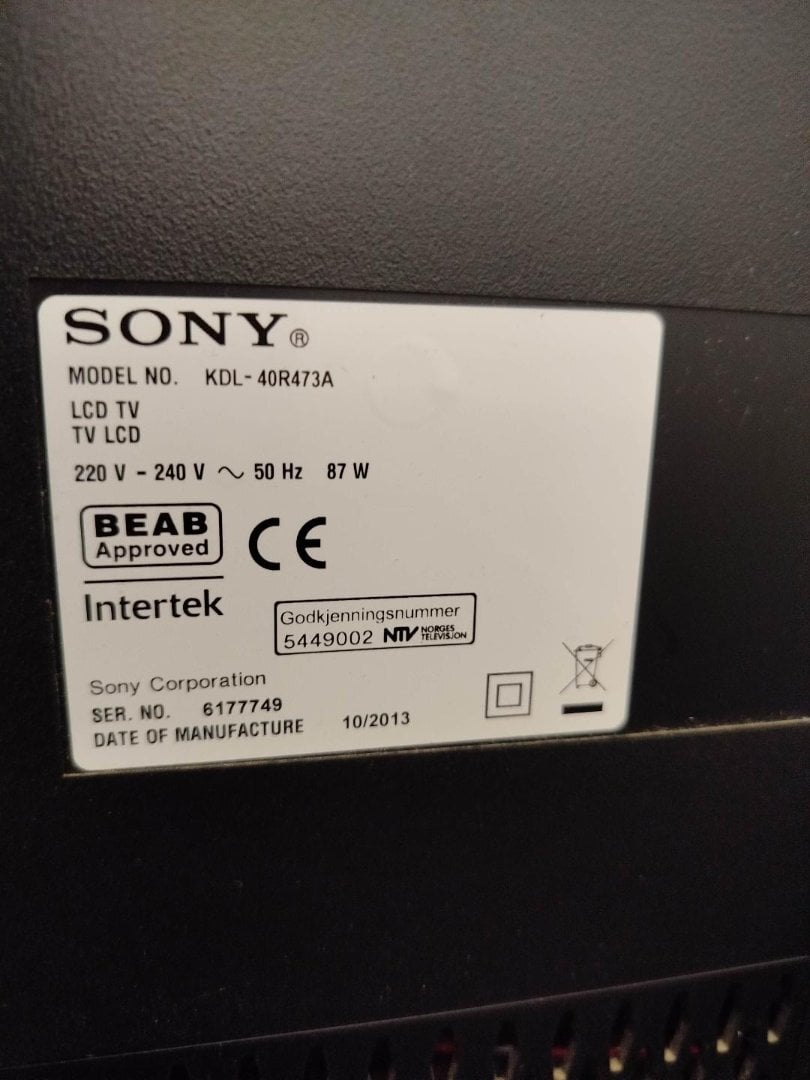 SONY®
MODEL NO. KDL-40R473A
LCD TV
TV LCD
220 V - 240 V ~ 50 Hz 87 W
BEAB
Approved
CE
Intertek
Godkjenningsnummer
5449002 NTV NORGES TELEVISJON
Sony Corporation
SER. NO. 6177749
DATE OF MANUFACTURE 10/2013